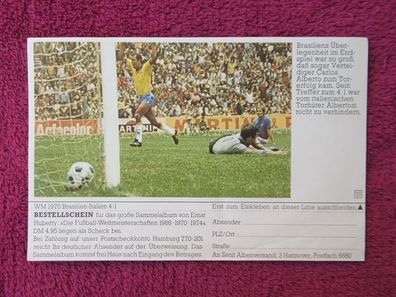 Brasiliens Über-
legenheit im End-
spiel war so groß,
daß sogar Vertei-
diger Carlos
Alberto zum Tor-
erfolg kam. Sein
Treffer zum 4:1 war
vom italienischen
Torhüter Albertosi
nicht zu verhindern.
Agfacolor
MARTIN
WM 1970 Brasilien-Italien 4:1
Erst zum Einkleben an dieser Linie ausschneiden
BESTELLSCHEIN für das große Sammelalbum von Ernst
Huberty: »Die Fußball-Weltmeisterschaften 1966·1970·1974«
DM 4,95 liegen als Scheck bei.
Bei Zahlung auf unser Postscheckkonto Hamburg 770-201
reicht Ihr deutlicher Absender auf der Überweisung. Das
Sammelalbum kommt frei Haus nach Eingang des Betrages.
Absender
PLZ/Ort
Straße
An Zenit Albenversand, 3 Hannover, Postfach 6680